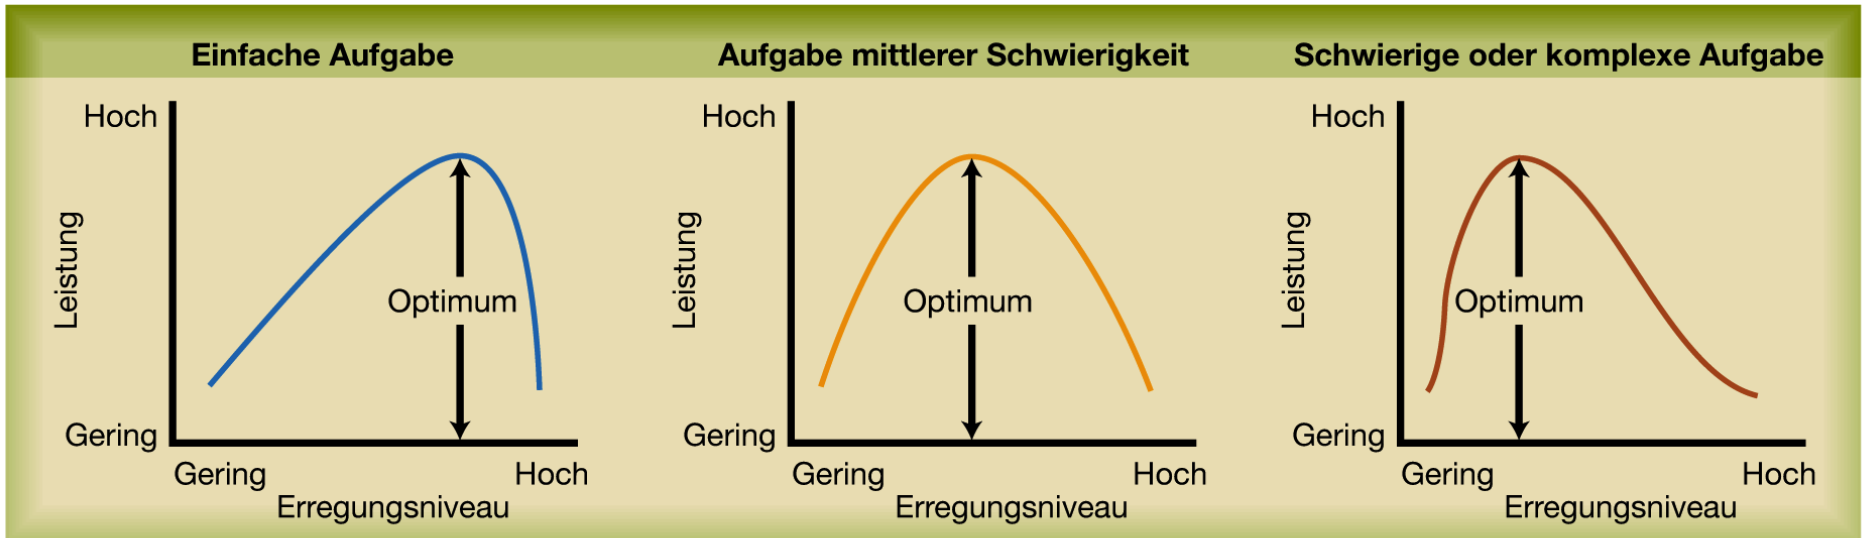 Einfache Aufgabe
Hoch
Leistung
Optimum
Gering
Gering Hoch
Erregungsniveau
Aufgabe mittlerer Schwierigkeit
Hoch
Leistung
Optimum
Gering
Gering Hoch
Erregungsniveau
Schwierige oder komplexe Aufgabe
Hoch
Leistung
Optimum
Gering
Gering Hoch
Erregungsniveau